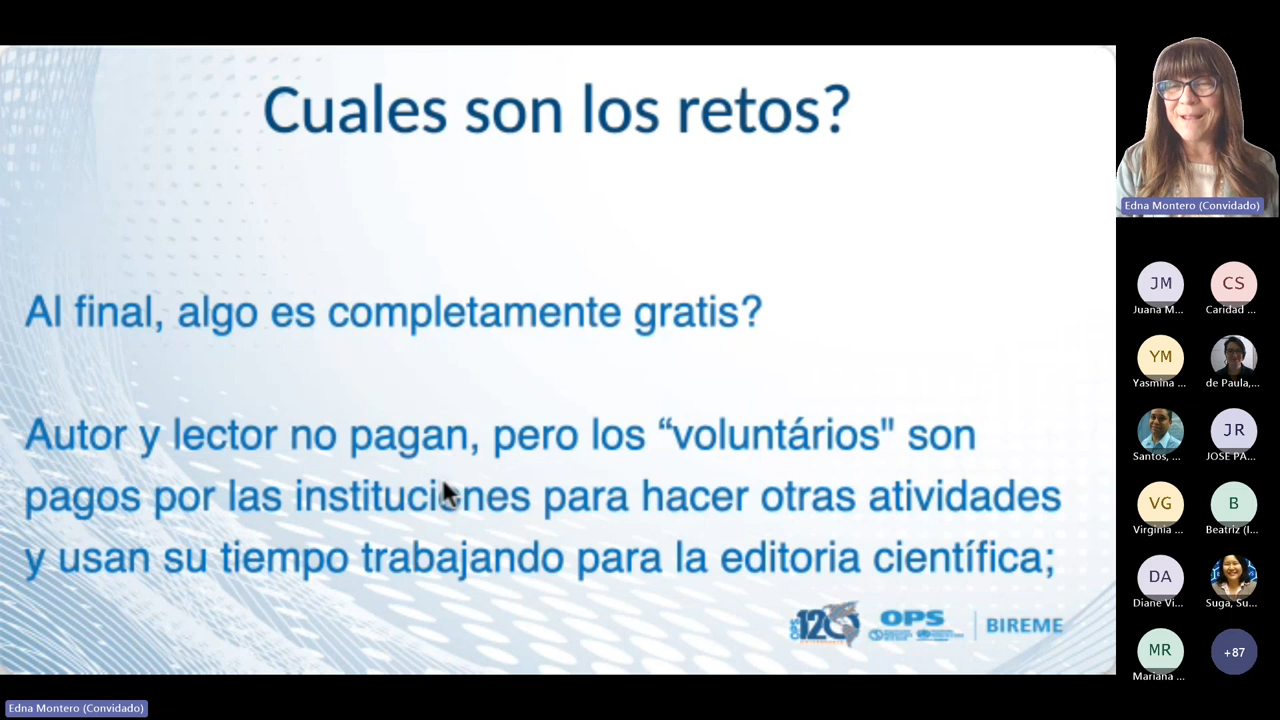 Cuales son los retos?
Al final, algo es completamente gratis?
Autor y lector no pagan, pero los “voluntários" son
pagos por las instituciones para hacer otras atividades
y usan su tiempo trabajando para la editoria científica;
OPS 120
OPS
BIREME
Edna Montero (Convidado)
JM
Juana M...
CS
Caridad ...
YM
Yasmina ...
de Paula,...
Santos, ...
JR
JOSE PA...
VG
Virginia ...
B
Beatriz (I...
DA
Diane Vi...
Suga, Su...
MR
Mariana ...
+87
Edna Montero (Convidado)